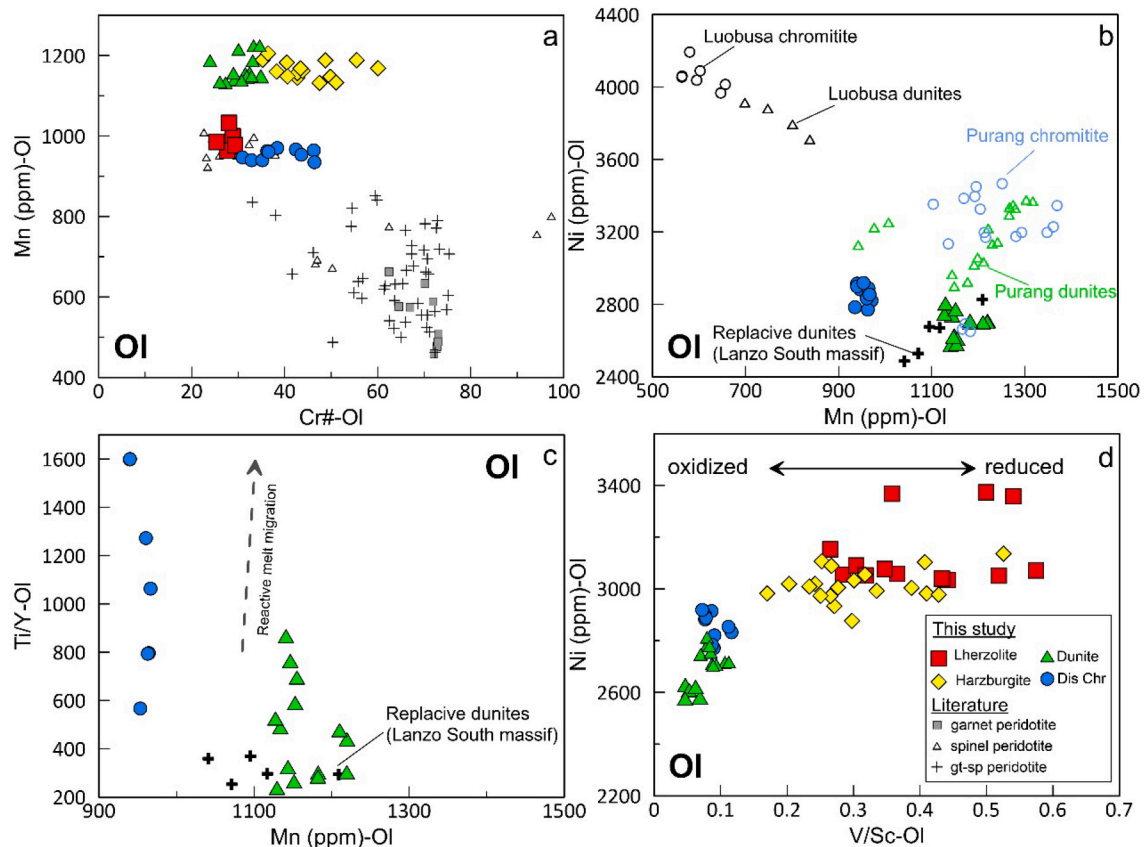 a
1200
1000
800
600
400
Mn (ppm)-Ol
Ol
20
40
60
80
100
Cr#-Ol
b
4400
4000
3600
3200
2800
2400
Ni (ppm)-Ol
Luobusa chromitite
Luobusa dunites
Purang chromitite
Purang dunites
Replacive dunites
(Lanzo South massif)
Ol
500
700
900
1100
1300
1500
Mn (ppm)-Ol
c
Ol
1600
1400
1200
1000
800
600
400
200
Ti/Y-Ol
Reactive melt migration
Replacive dunites
(Lanzo South massif)
900
1100
1300
1500
Mn (ppm)-Ol
d
oxidized
reduced
3400
3000
2600
2200
Ni (ppm)-Ol
Ol
This study
Lherzolite
Dunite
Harzburgite
Dis Chr
Literature
garnet peridotite
spinel peridotite
gt-sp peridotite
0
0.1
0.2
0.3
0.4
0.5
0.6
0.7
V/Sc-Ol